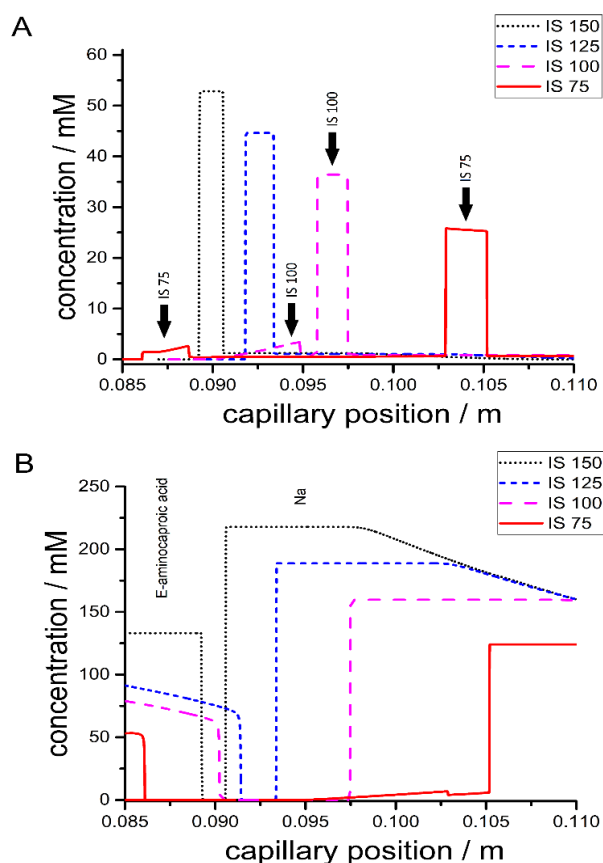 A
IS 150
IS 125
IS 100
IS 75
60
50
40
30
20
10
0
concentration / mM
IS 75
IS 100
IS 100
IS 75
0.085 0.090 0.095 0.100 0.105 0.110
capillary position / m
B
IS 150
IS 125
IS 100
IS 75
250
200
150
100
50
0
concentration / mM
E-aminocaproic acid
Na
0.085 0.090 0.095 0.100 0.105 0.110
capillary position / m